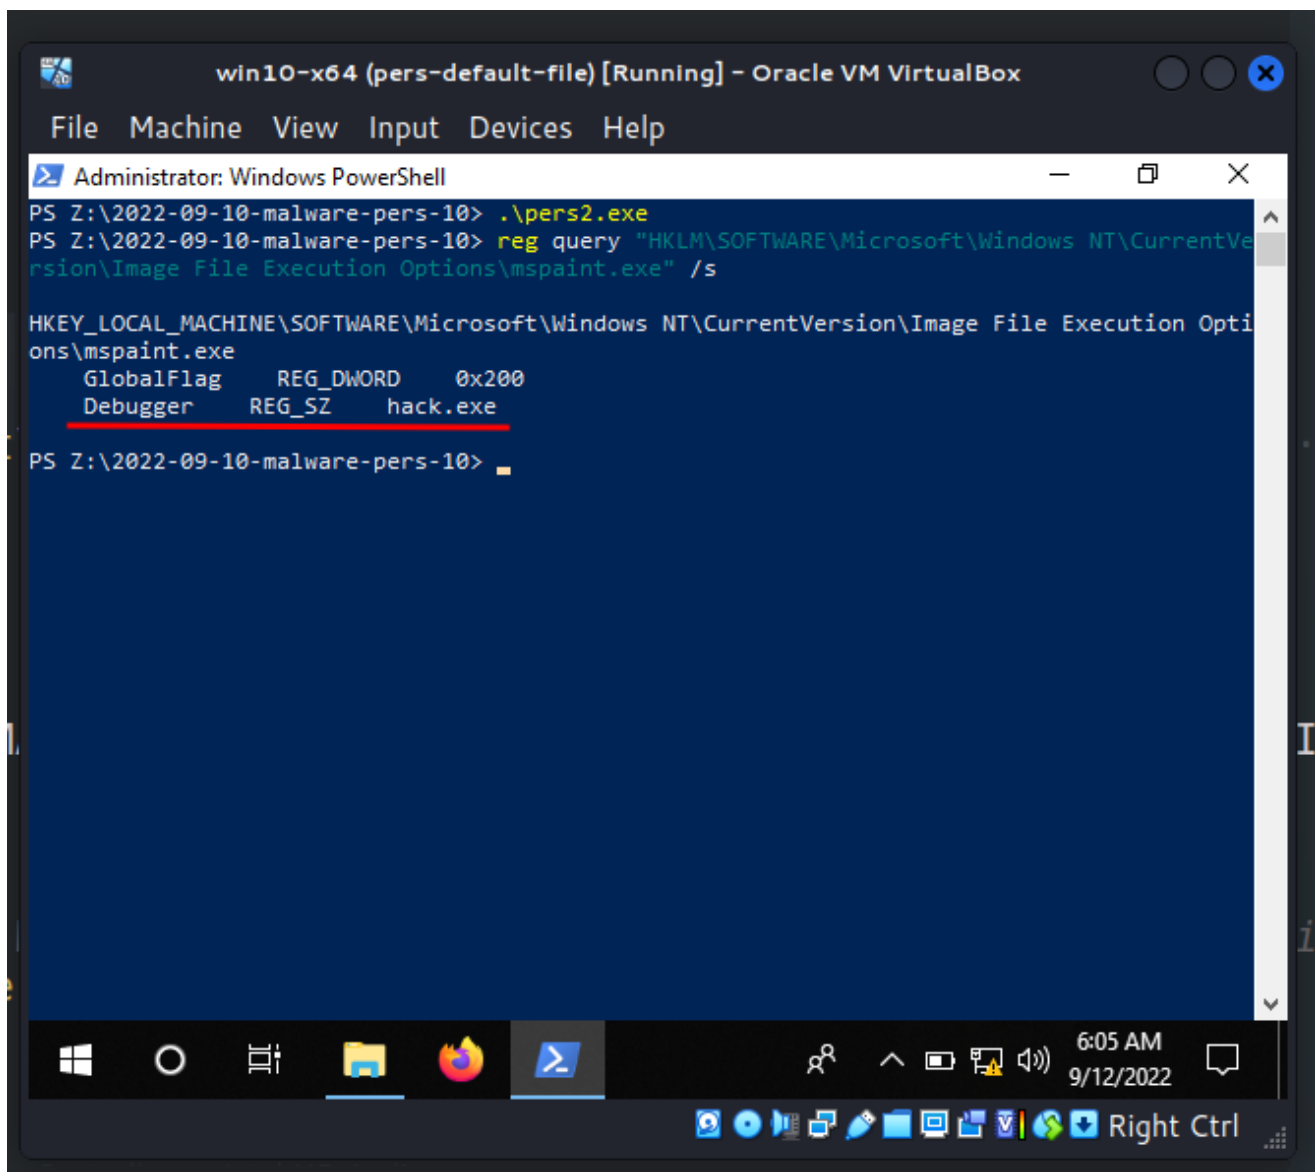 win10-x64 (pers-default-file) [Running] - Oracle VM VirtualBox
File Machine View Input Devices Help
Administrator: Windows PowerShell
PS Z:\2022-09-10-malware-pers-10> .\pers2.exe
PS Z:\2022-09-10-malware-pers-10> reg query "HKLM\SOFTWARE\Microsoft\Windows NT\CurrentVe
rsion\Image File Execution Options\mspaint.exe" /s
HKEY_LOCAL_MACHINE\SOFTWARE\Microsoft\Windows NT\CurrentVersion\Image File Execution Opti
ons\mspaint.exe
GlobalFlag REG_DWORD 0x200
Debugger REG_SZ hack.exe
PS Z:\2022-09-10-malware-pers-10>
6:05 AM
9/12/2022
Right Ctrl